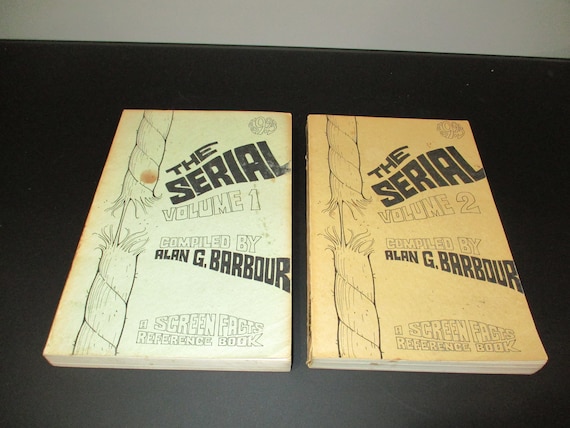 THE
SERIAL
VOLUME 1
COMPILED BY
ALAN G. BARBOUR
A SCREEN FACTS
REFERENCE BOOK
THE
SERIAL
VOLUME 2
COMPILED BY
ALAN G. BARBOUR
A SCREEN FACTS
REFERENCE BOOK